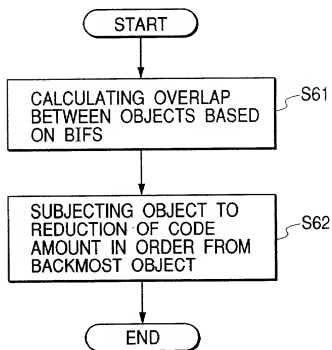 START
CALCULATING OVERLAP
BETWEEN OBJECTS BASED
ON BIFS
S61
SUBJECTING OBJECT TO
REDUCTION OF CODE
AMOUNT IN ORDER FROM
BACKMOST OBJECT
S62
END